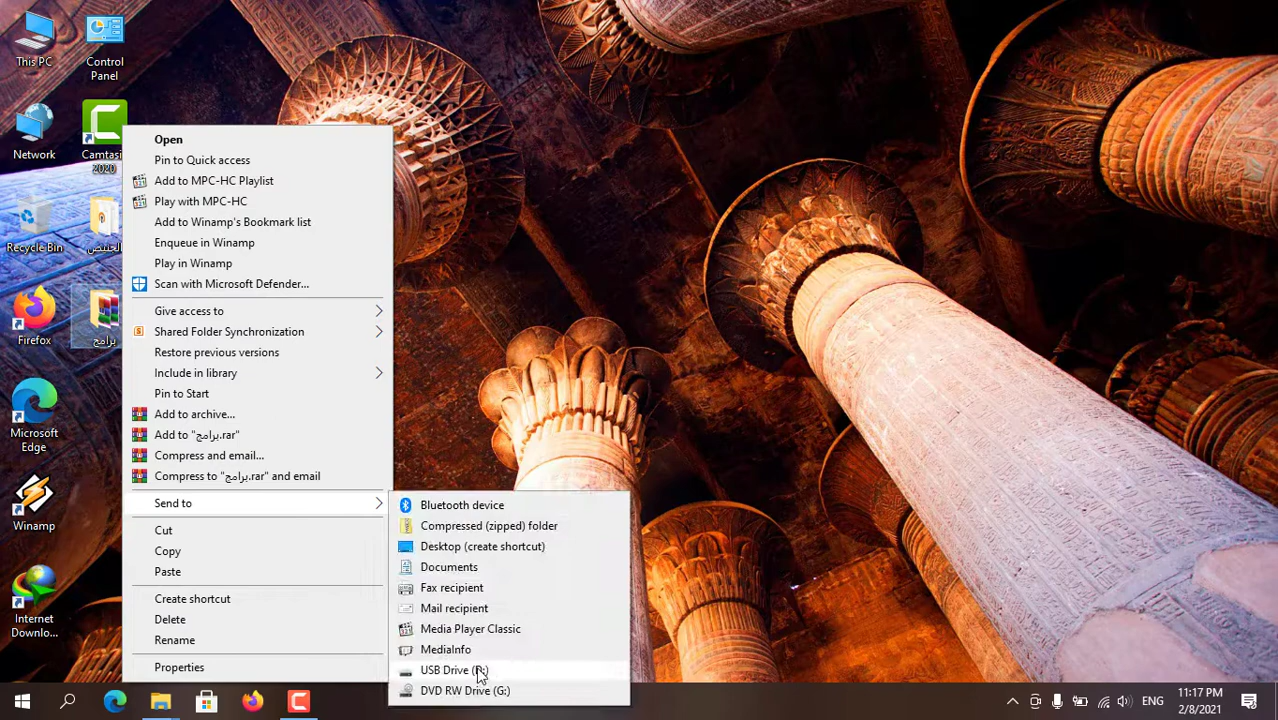 This PC
Control
Panel
Network
Camtasi
2020
Recycle Bin
الجنيص
Firefox
برامج
Microsoft
Edge
Winamp
Internet
Downlo...
Open
Pin to Quick access
Add to MPC-HC Playlist
Play with MPC-HC
Add to Winamp's Bookmark list
Enqueue in Winamp
Play in Winamp
Scan with Microsoft Defender...
Give access to
Shared Folder Synchronization
Restore previous versions
Include in library
Pin to Start
Add to archive...
Add to "برامج.rar"
Compress and email...
Compress to "برامج.rar" and email
Send to
Cut
Copy
Paste
Create shortcut
Delete
Rename
Properties
Bluetooth device
Compressed (zipped) folder
Desktop (create shortcut)
Documents
Fax recipient
Mail recipient
Media Player Classic
MediaInfo
USB Drive
DVD RW Drive (G:)
ENG
11:17 PM
2/8/2021